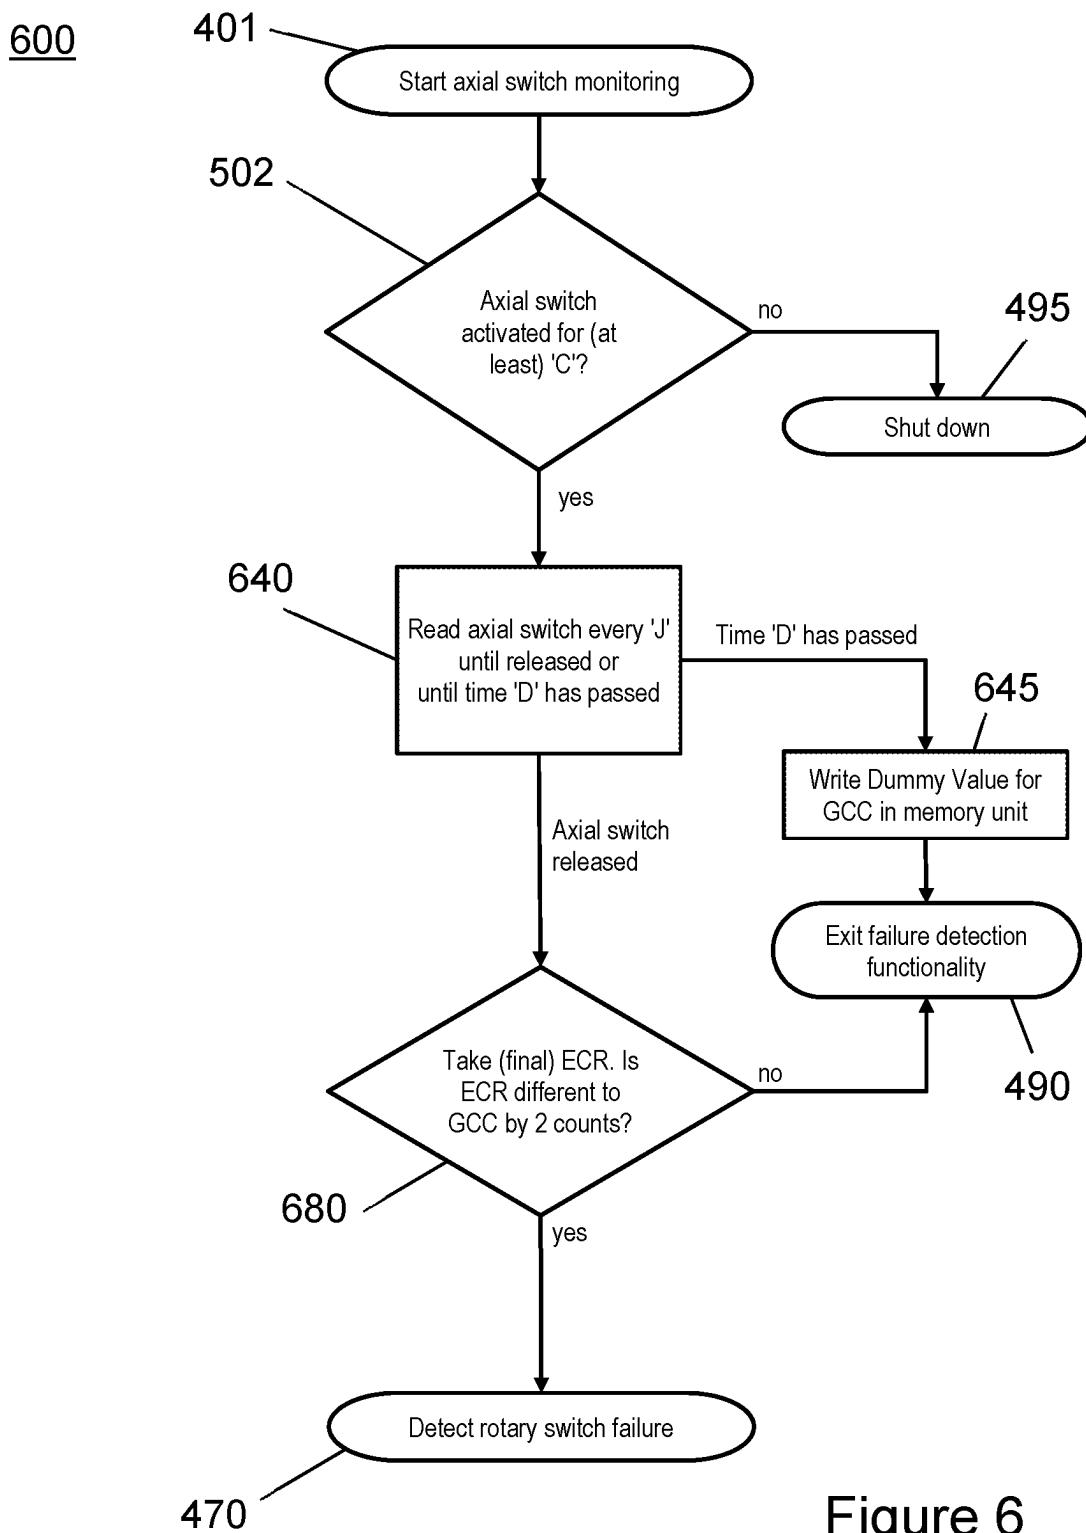 600
401
Start axial switch monitoring
502
Axial switch
activated for (at
least) 'C'?
no
495
Shut down
yes
640
Read axial switch every 'J'
until released or
until time 'D' has passed
Time 'D' has passed
645
Write Dummy Value for
GCC in memory unit
Axial switch
released
Exit failure detection
functionality
490
Take (final) ECR. Is
ECR different to
GCC by 2 counts?
no
680
yes
Detect rotary switch failure
470
Figure 6